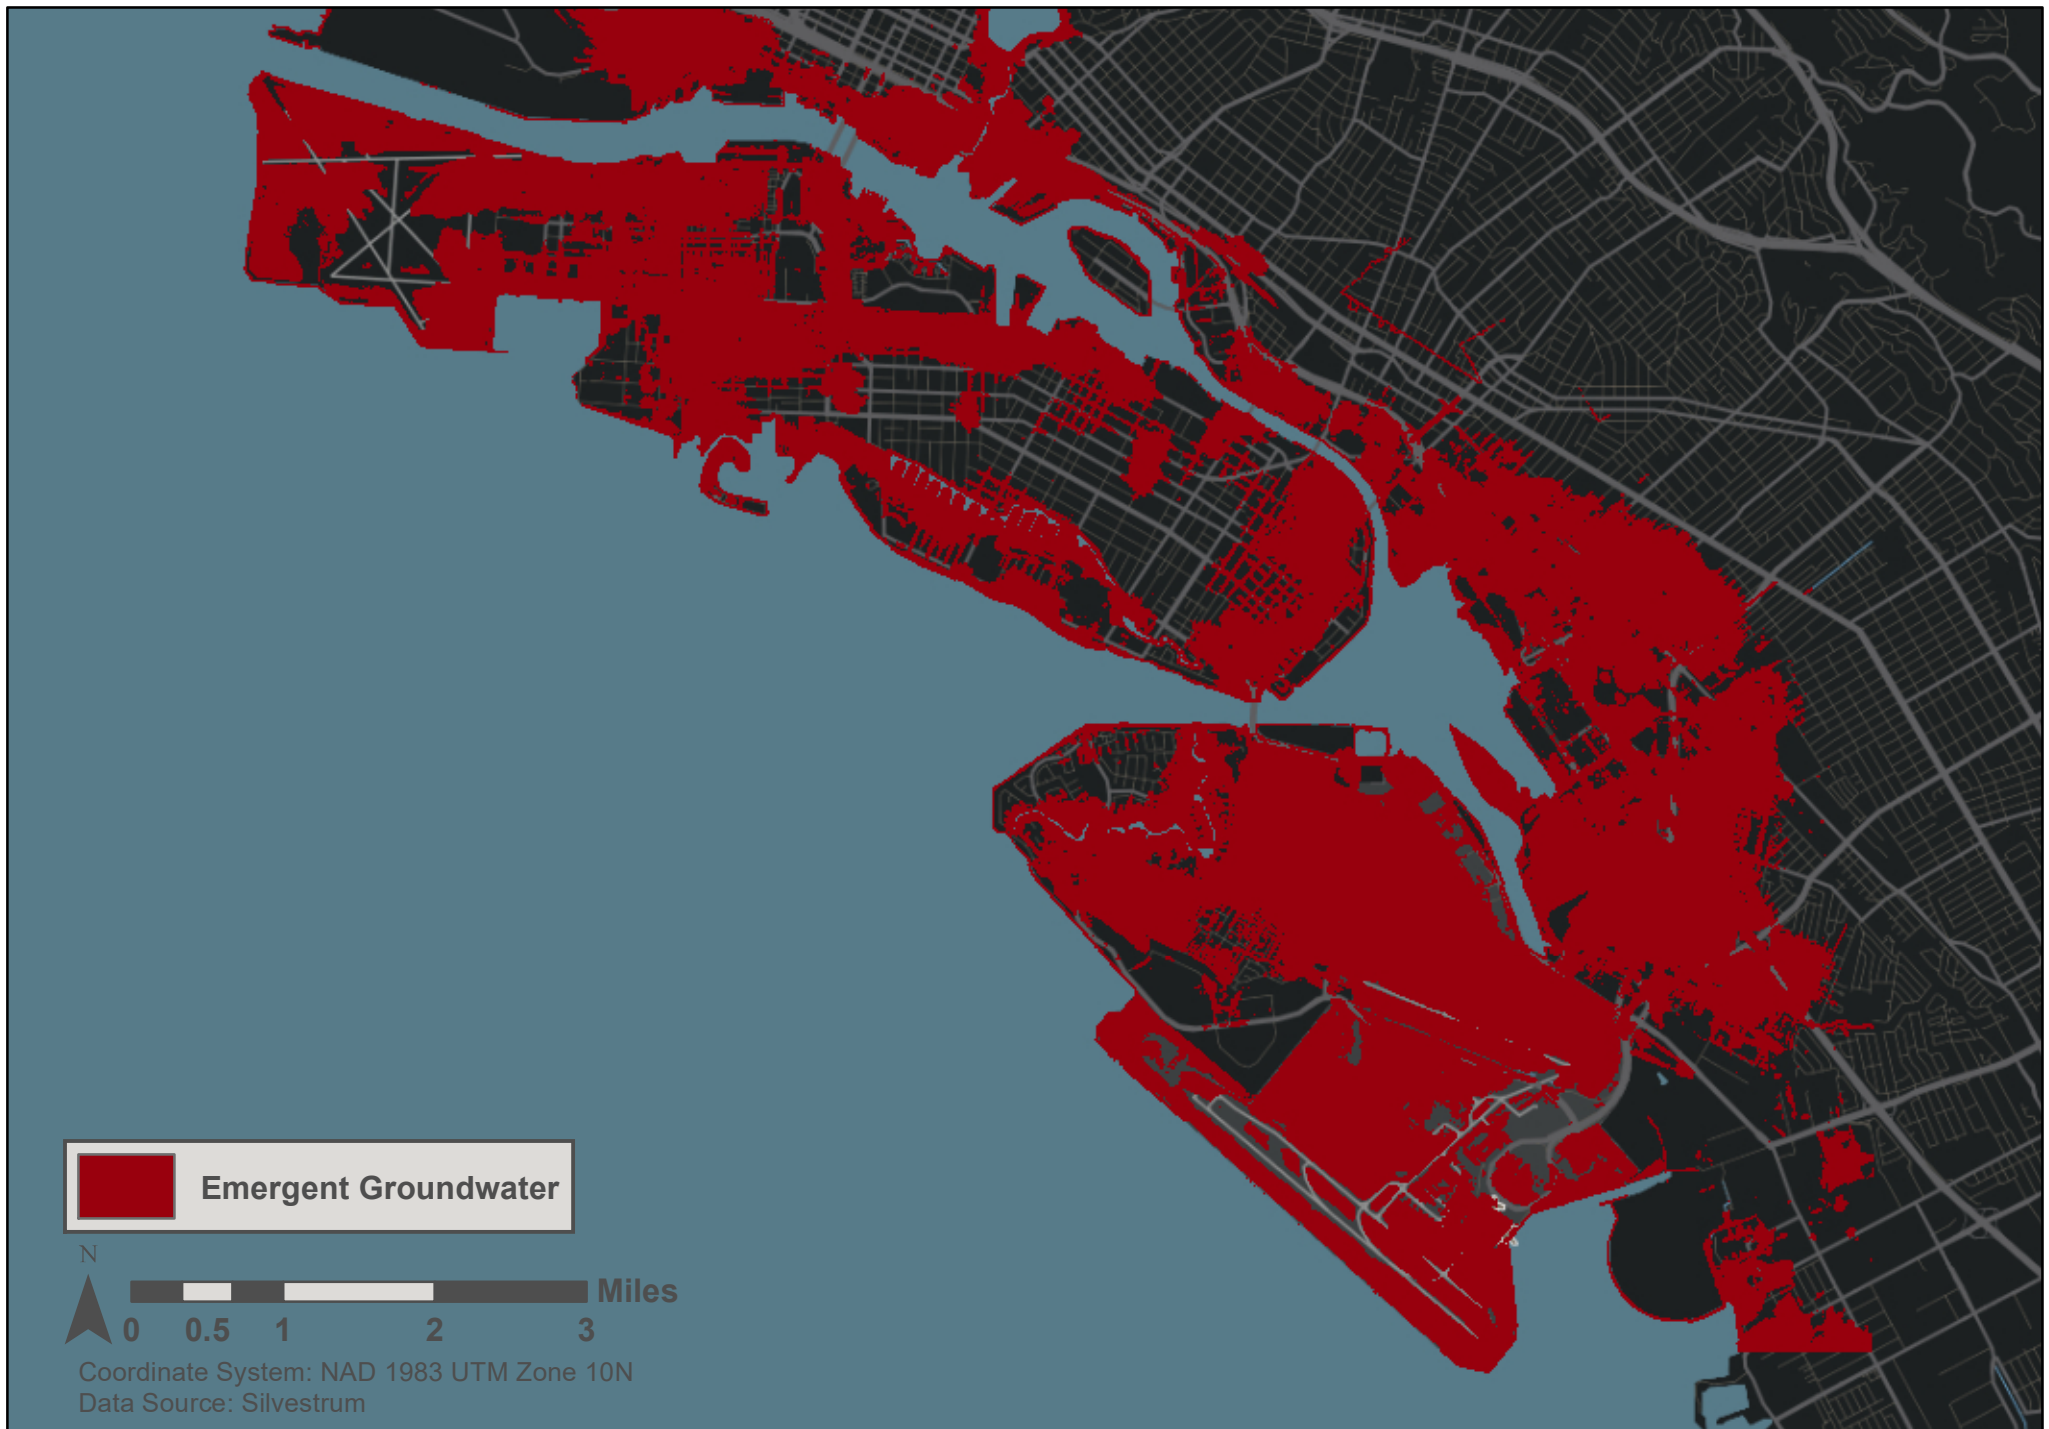 Emergent Groundwater
N
Miles
0 0.5 1 2 3
Coordinate System: NAD 1983 UTM Zone 10N
Data Source: Silvestrum